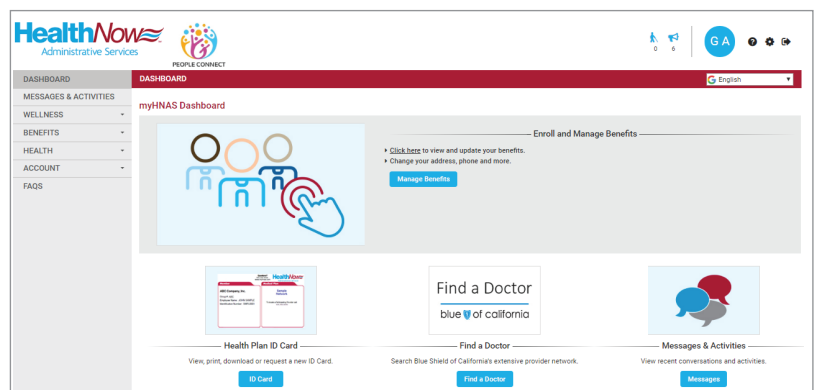 HealthNow
Administrative Services
PEOPLE CONNECT
0 6
G A
DASHBOARD
MESSAGES & ACTIVITIES
WELLNESS
BENEFITS
HEALTH
ACCOUNT
FAQS
DASHBOARD
English
myHNAS Dashboard
Enroll and Manage Benefits
Click here to view and update your benefits.
Change your address, phone and more.
Manage Benefits
HealthNow
ABC Company, Inc.
Health Plan ID Card
View, print, download or request a new ID Card.
ID Card
Find a Doctor
blue of california
Find a Doctor
Search Blue Shield of California's extensive provider network.
Find a Doctor
Messages & Activities
View recent conversations and activities.
Messages